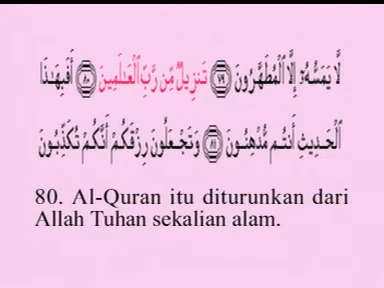 لَّا يَمَسُّهُۥٓ إِلَّا ٱلْمُطَهَّرُونَ ٧٩ تَنزِيلٌ مِّن رَّبِّ ٱلْعَٰلَمِينَ ٨٠ أَفَبِهَٰذَا
ٱلْحَدِيثِ أَنتُم مُّدْهِنُونَ ٨١ وَتَجْعَلُونَ رِزْقَكُمْ أَنَّكُمْ تُكَذِّبُونَ
80. Al-Quran itu diturunkan dari
Allah Tuhan sekalian alam.